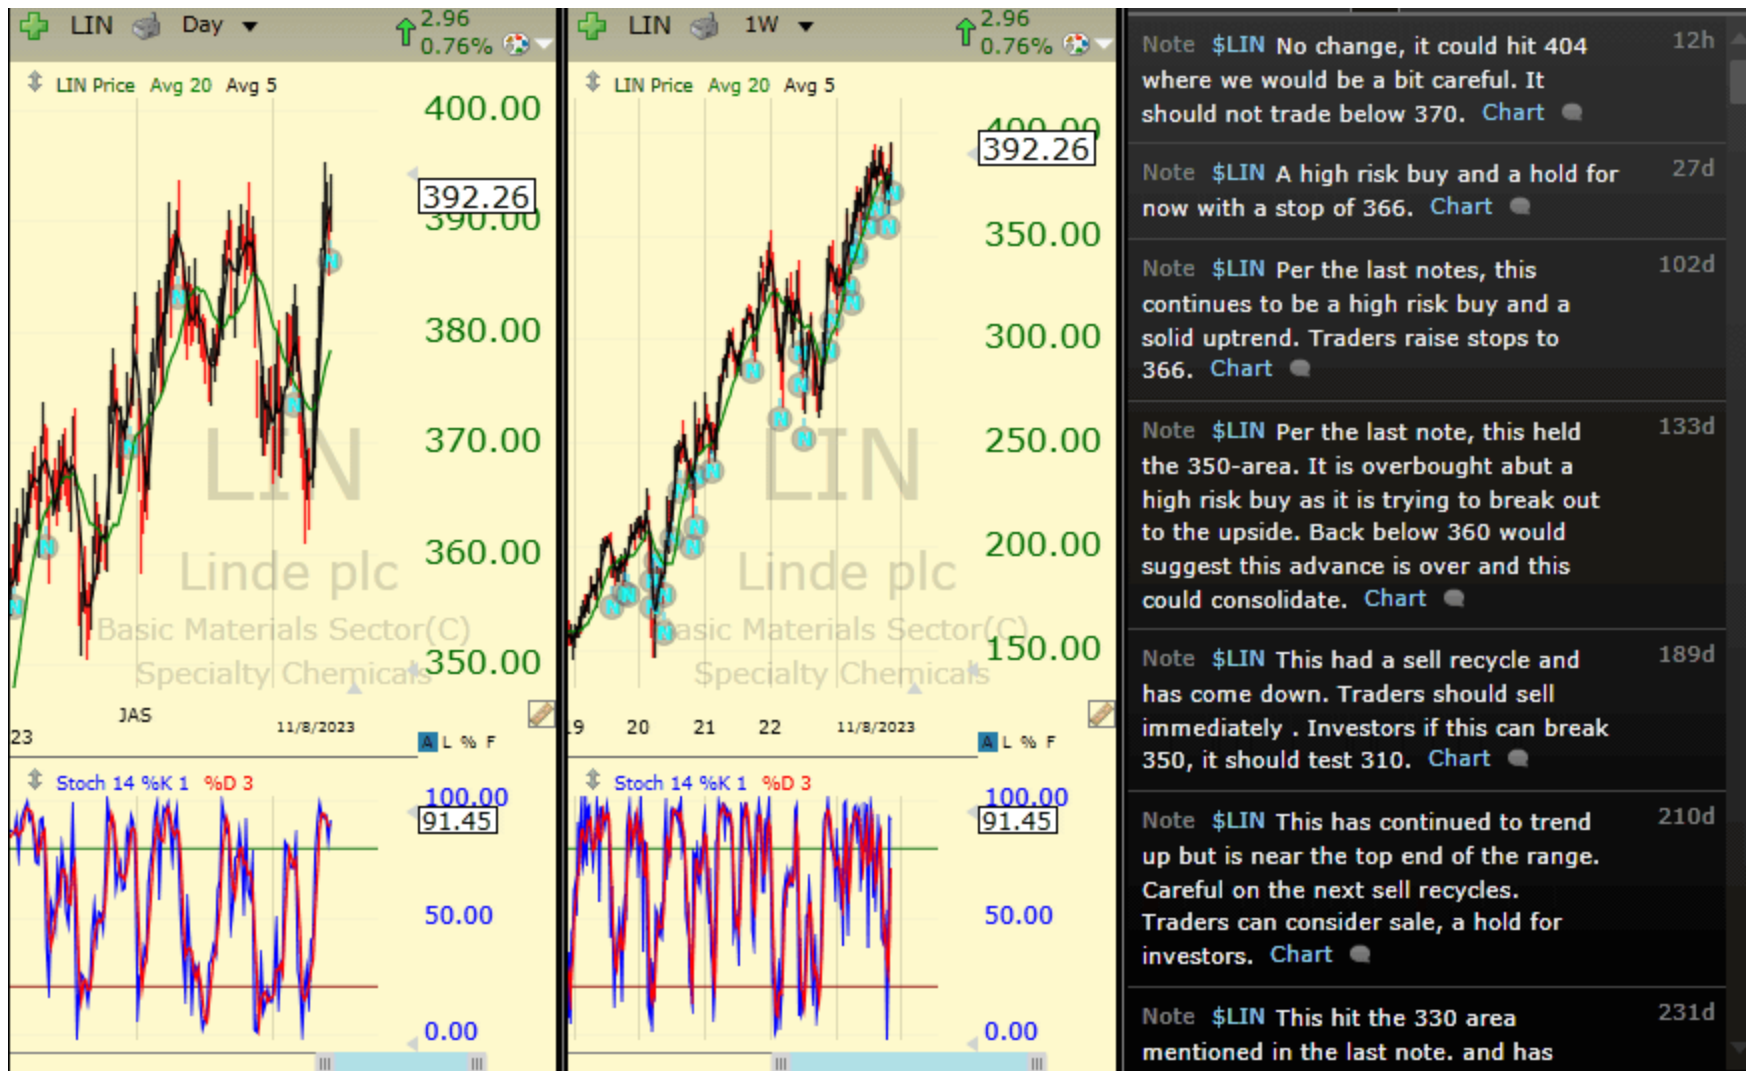 LIN Day 2.96
0.76%
LIN Price Avg 20 Avg 5
400.00
392.26
390.00
380.00
370.00
360.00
350.00
LIN
Linde plc
Basic Materials Sector(C)
Specialty Chemicals
JAS
23 11/8/2023
A L % F
Stoch 14 %K 1 %D 3
100.00
91.45
50.00
0.00
LIN 1W 2.96
0.76%
LIN Price Avg 20 Avg 5
400.00
392.26
350.00
300.00
250.00
200.00
150.00
LIN
Linde plc
Basic Materials Sector(C)
Specialty Chemicals
19 20 21 22 11/8/2023
A L % F
Stoch 14 %K 1 %D 3
100.00
91.45
50.00
0.00
Note $LIN No change, it could hit 404 12h
where we would be a bit careful. It
should not trade below 370. Chart
Note $LIN A high risk buy and a hold for 27d
now with a stop of 366. Chart
Note $LIN Per the last notes, this 102d
continues to be a high risk buy and a
solid uptrend. Traders raise stops to
366. Chart
Note $LIN Per the last note, this held 133d
the 350-area. It is overbought abut a
high risk buy as it is trying to break out
to the upside. Back below 360 would
suggest this advance is over and this
could consolidate. Chart
Note $LIN This had a sell recycle and 189d
has come down. Traders should sell
immediately . Investors if this can break
350, it should test 310. Chart
Note $LIN This has continued to trend 210d
up but is near the top end of the range.
Careful on the next sell recycles.
Traders can consider sale, a hold for
investors. Chart
Note $LIN This hit the 330 area 231d
mentioned in the last note. and has